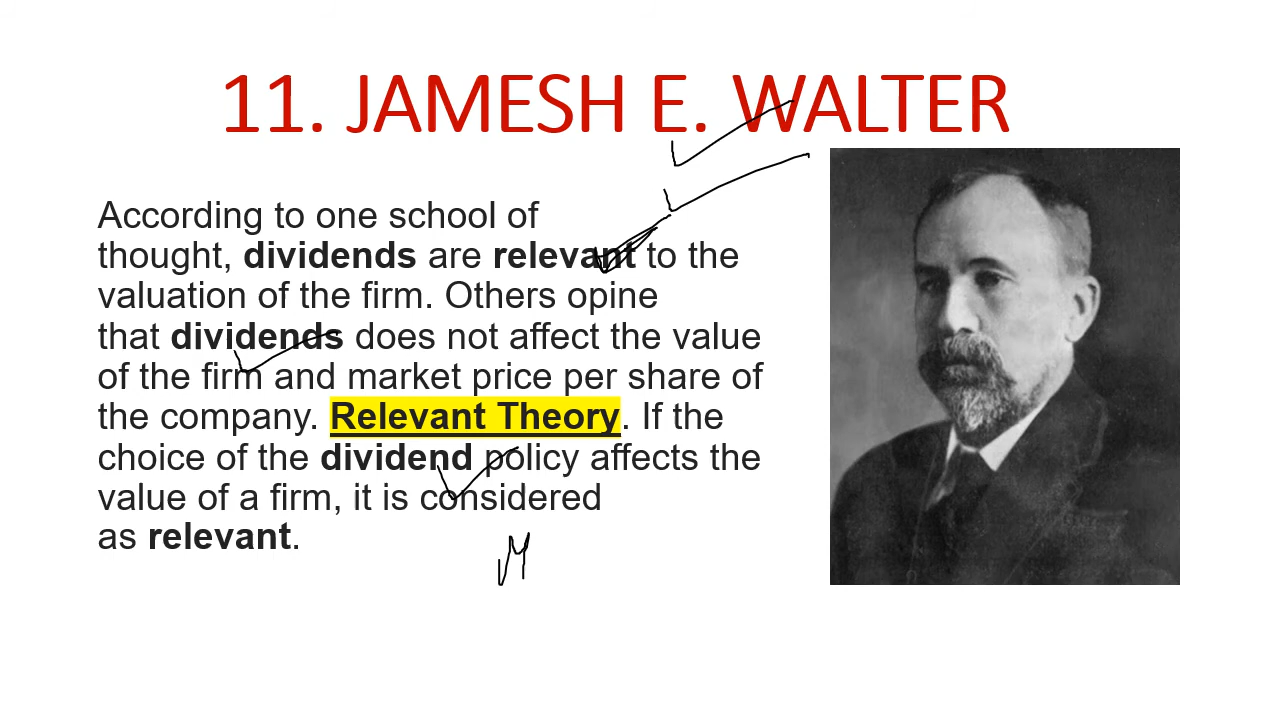 11. JAMESH E. WALTER
According to one school of
thought, dividends are relevant to the
valuation of the firm. Others opine
that dividends does not affect the value
of the firm and market price per share of
the company. Relevant Theory. If the
choice of the dividend policy affects the
value of a firm, it is considered
as relevant.
M